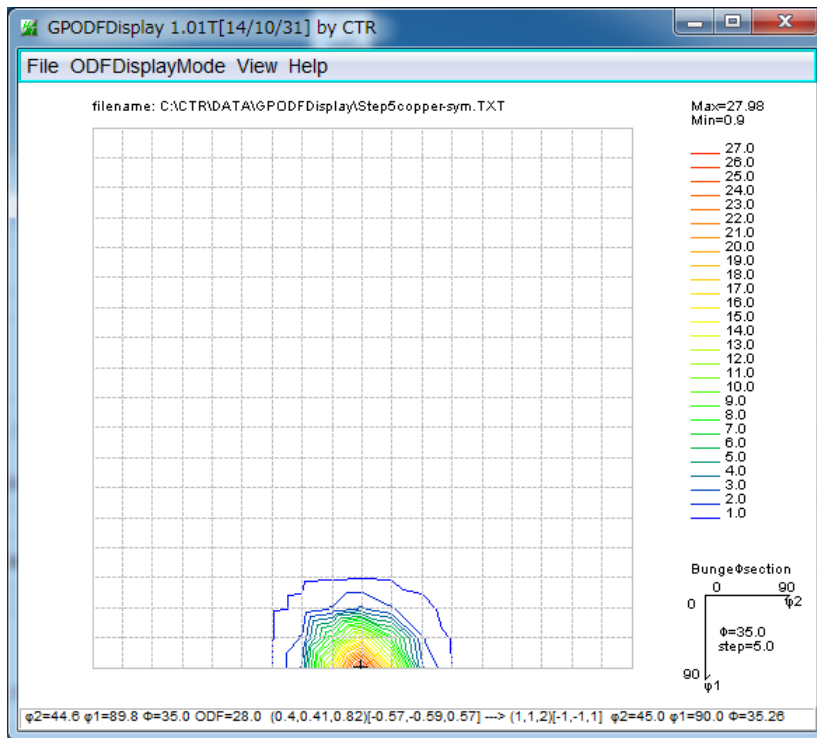 GPODFDisplay 1.01T[14/10/31] by CTR
File ODFDisplayMode View Help
filename: C:\CTR\DATA\GPODFDisplay\Step5copper-sym.TXT
Max=27.98
Min=0.9
27.0
26.0
25.0
24.0
23.0
22.0
21.0
20.0
19.0
18.0
17.0
16.0
15.0
14.0
13.0
12.0
11.0
10.0
9.0
8.0
7.0
6.0
5.0
4.0
3.0
2.0
1.0
BungeΦsection
0 90
0 φ2
Φ=35.0
step=5.0
90
φ1
φ2=44.6 φ1=89.8 Φ=35.0 ODF=28.0 (0.4,0.41,0.82)[-0.57,-0.59,0.57] ---> (1,1,2)[-1,-1,1] φ2=45.0 φ1=90.0 Φ=35.26